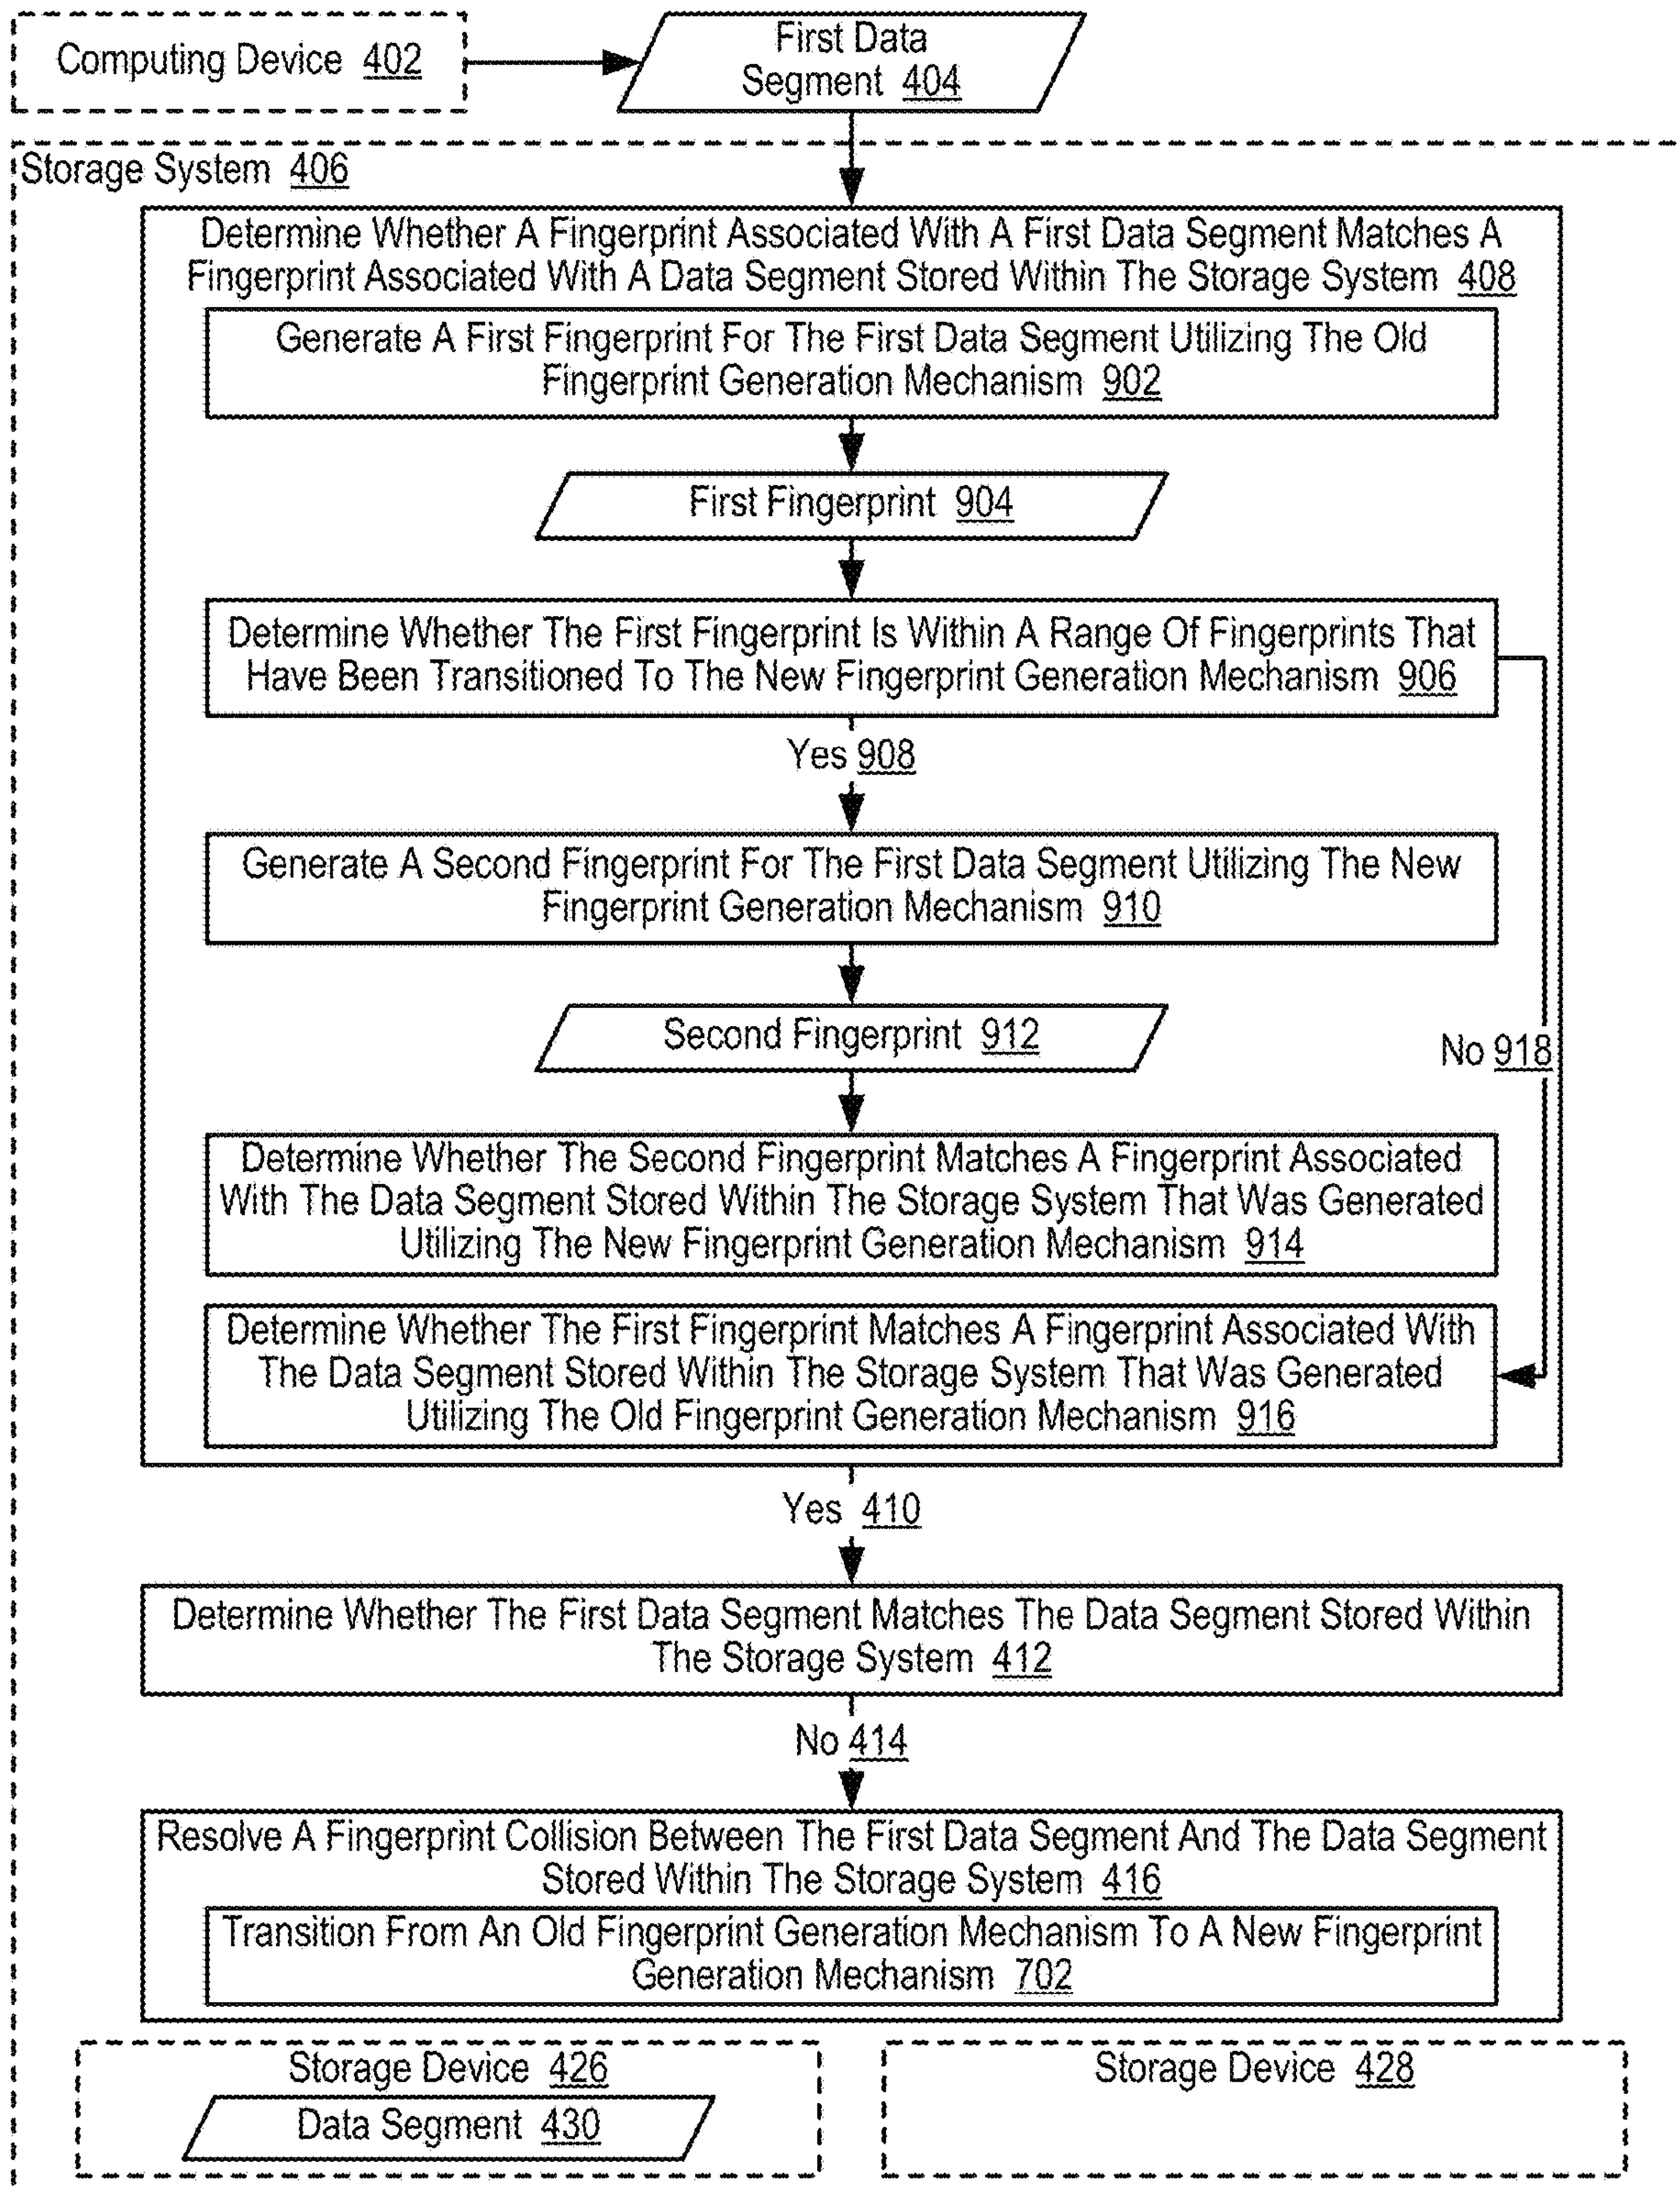 Computing Device 402
First Data
Segment 404
Storage System 406
Determine Whether A Fingerprint Associated With A First Data Segment Matches A
Fingerprint Associated With A Data Segment Stored Within The Storage System 408
Generate A First Fingerprint For The First Data Segment Utilizing The Old
Fingerprint Generation Mechanism 902
First Fingerprint 904
Determine Whether The First Fingerprint Is Within A Range Of Fingerprints That
Have Been Transitioned To The New Fingerprint Generation Mechanism 906
Yes 908
Generate A Second Fingerprint For The First Data Segment Utilizing The New
Fingerprint Generation Mechanism 910
Second Fingerprint 912
No 918
Determine Whether The Second Fingerprint Matches A Fingerprint Associated
With The Data Segment Stored Within The Storage System That Was Generated
Utilizing The New Fingerprint Generation Mechanism 914
Determine Whether The First Fingerprint Matches A Fingerprint Associated With
The Data Segment Stored Within The Storage System That Was Generated
Utilizing The Old Fingerprint Generation Mechanism 916
Yes 410
Determine Whether The First Data Segment Matches The Data Segment Stored Within
The Storage System 412
No 414
Resolve A Fingerprint Collision Between The First Data Segment And The Data Segment
Stored Within The Storage System 416
Transition From An Old Fingerprint Generation Mechanism To A New Fingerprint
Generation Mechanism 702
Storage Device 426
Data Segment 430
Storage Device 428